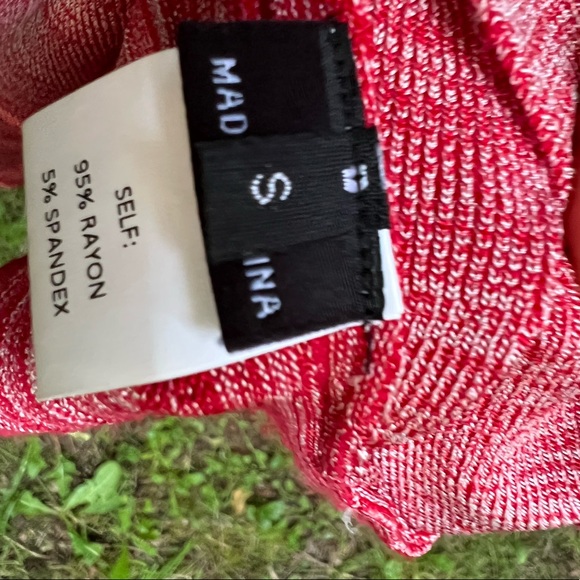 MAD
S
INA
SELF:
95% RAYON
5% SPANDEX